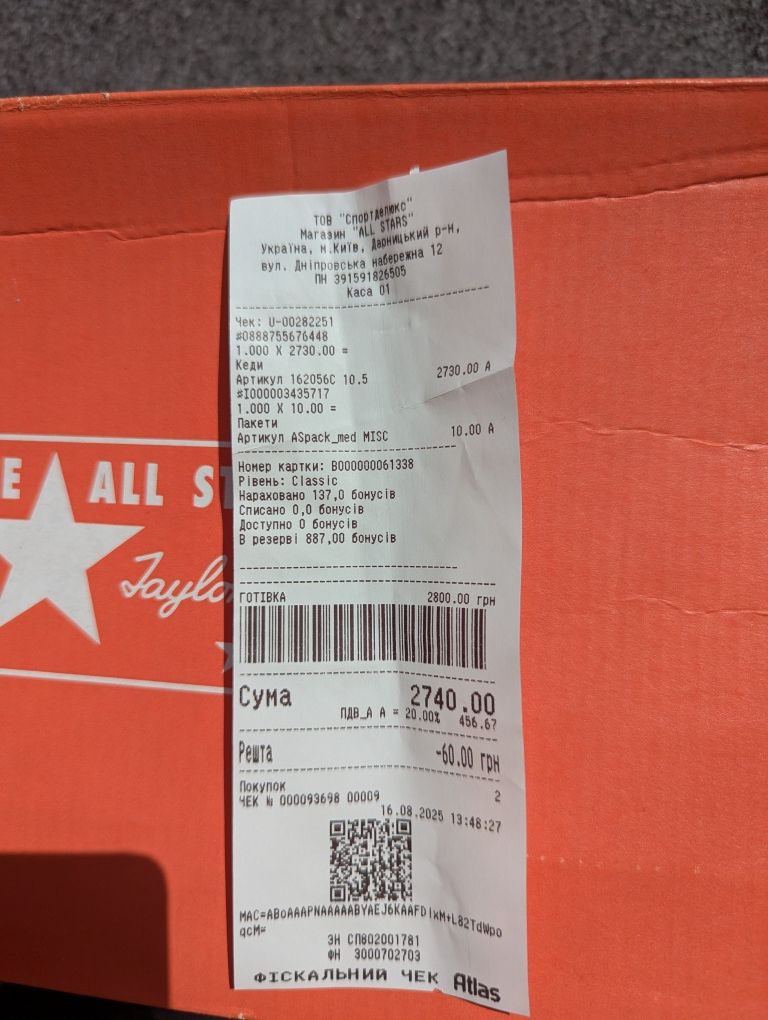 ТОВ "Спортделюкс"
Магазин "ALL STARS"
Україна, м.Київ, Дарницький р-н,
вул. Дніпровська набережна 12
ПН 391591826505
Каса 01
Чек: U-00282251
#0888755676448
1.000 X 2730.00 =
Кеди
Артикул 162056C 10.5 2730.00 А
#I000003435717
1.000 X 10.00 =
Пакети
Артикул ASpack_med MISC 10.00 А
Номер картки: B000000061338
Рівень: Classic
Нараховано 137,0 бонусів
Списано 0,0 бонусів
Доступно 0 бонусів
В резерві 887,00 бонусів
ГОТІВКА 2800.00 грн
Сума 2740.00
ПДВ_А А = 20.00% 456.67
Решта -60.00 грн
Покупок 2
ЧЕК № 000093698 00009
16.08.2025 13:48:27
MAC=ABoAAAPNAAAAABYAEJ6KAAFDIxM+L82TdWpo
qcM=
ЗН СП802001781
ФН 3000702703
ФІСКАЛЬНИЙ ЧЕК Atlas
E ALL ST
Taylo